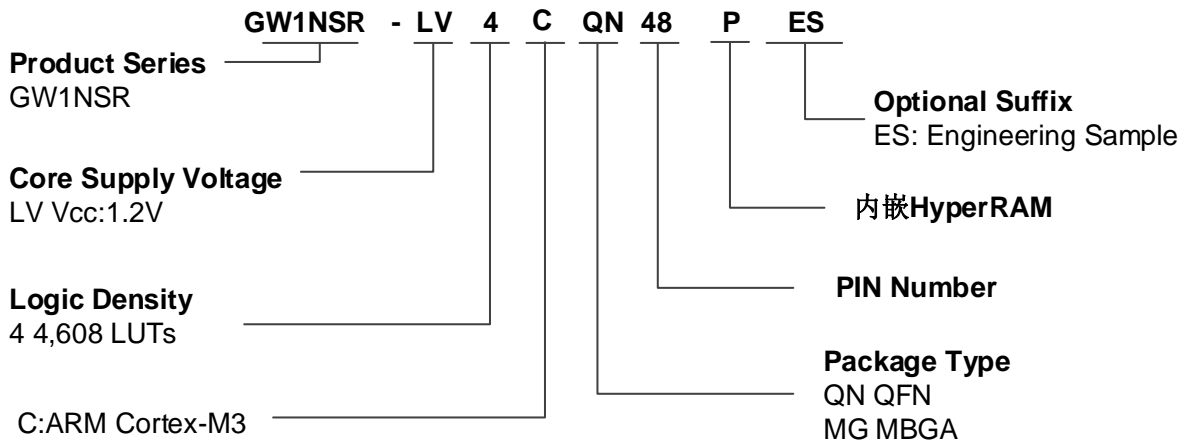 GW1NSR - LV 4 C QN 48 P ES
Product Series
GW1NSR
Optional Suffix
ES: Engineering Sample
Core Supply Voltage
LV Vcc:1.2V
内嵌HyperRAM
PIN Number
Logic Density
4 4,608 LUTs
Package Type
QN QFN
MG MBGA
C:ARM Cortex-M3